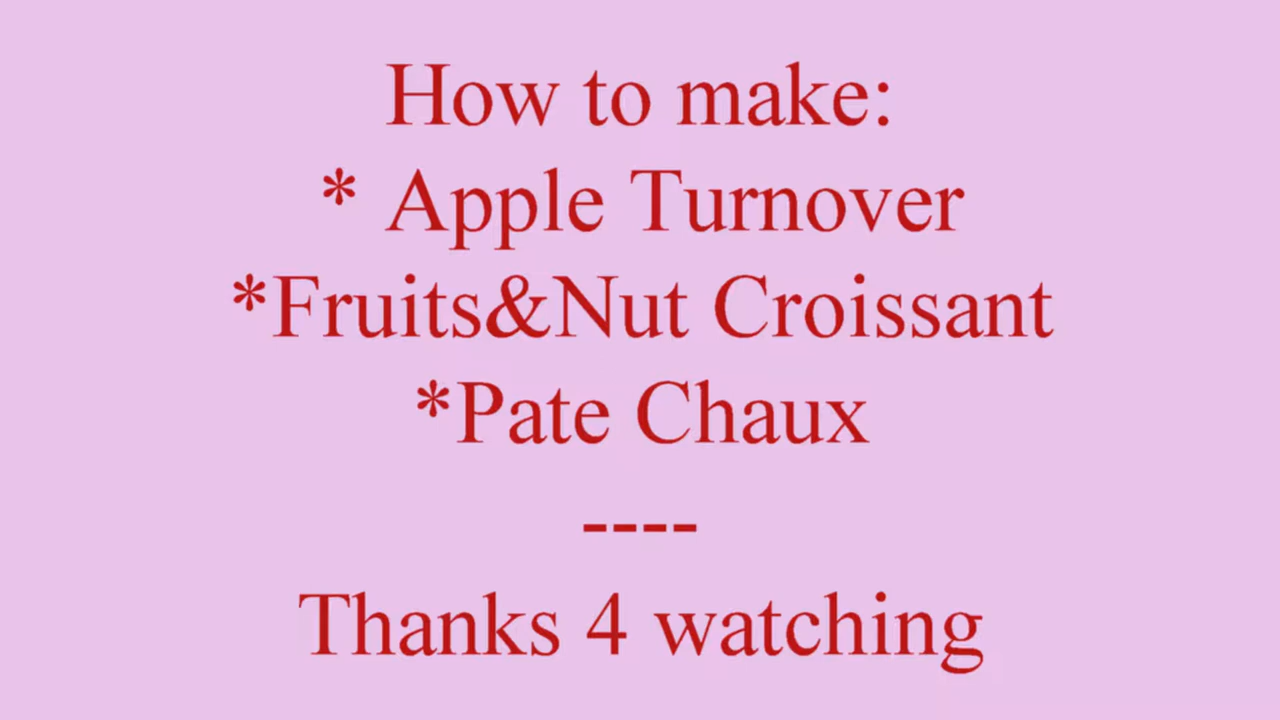 How to make:
* Apple Turnover
*Fruits&Nut Croissant
*Pate Chaux
----
Thanks 4 watching